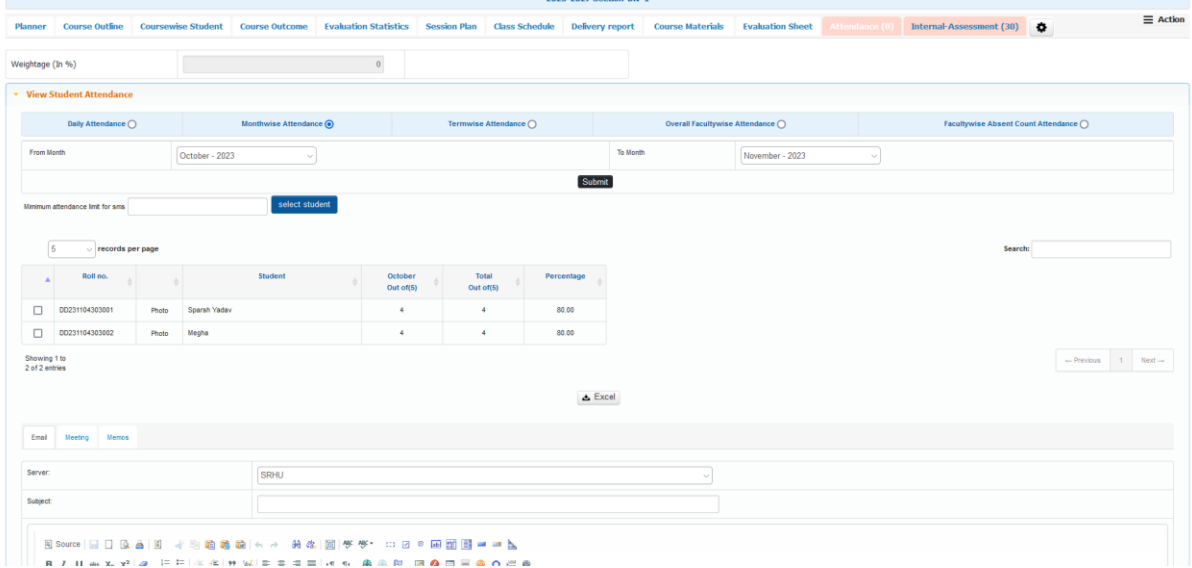 2023-2027 Section UN-1
Planner Course Outline Coursewise Student Course Outcome Evaluation Statistics Session Plan Class Schedule Delivery report Course Materials Evaluation Sheet Attendance (0) Internal-Assessment (30) Action
Weightage (In %) 0
View Student Attendance
Daily Attendance Monthwise Attendance Termwise Attendance Overall Facultywise Attendance Facultywise Absent Count Attendance
From Month October - 2023 To Month November - 2023
Submit
Minimum attendance limit for sms select student
5 records per page Search:
Roll no. Student October Total Percentage
Out of(5) Out of(5)
DD231104303001 Photo Sparsh Yadav 4 4 80.00
DD231104303002 Photo Megha 4 4 80.00
Showing 1 to
2 of 2 entries
← Previous 1 Next →
Excel
Email Meeting Memos
Server: SRHU
Subject:
Source